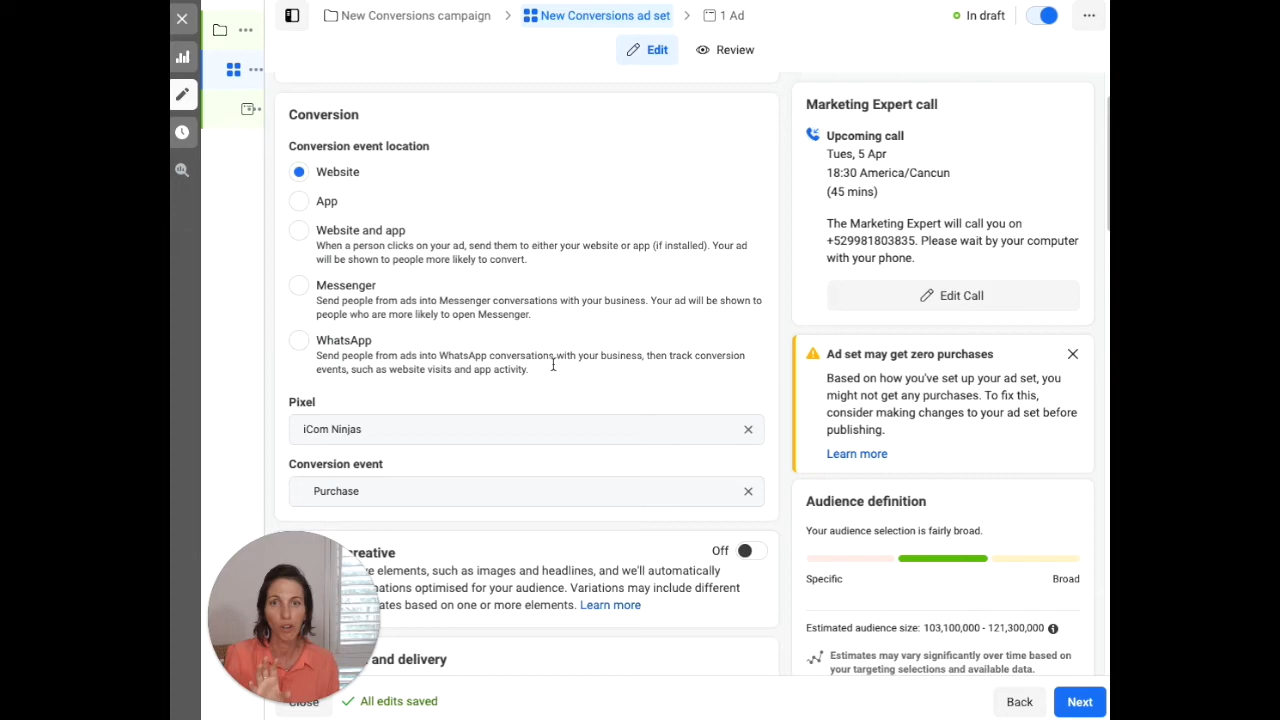 New Conversions campaign
New Conversions ad set
1 Ad
In draft
Edit
Review
Conversion
Conversion event location
Website
App
Website and app
When a person clicks on your ad, send them to either your website or app (if installed). Your ad
will be shown to people more likely to convert.
Messenger
Send people from ads into Messenger conversations with your business. Your ad will be shown to
people who are more likely to open Messenger.
WhatsApp
Send people from ads into WhatsApp conversations with your business, then track conversion
events, such as website visits and app activity.
Pixel
iCom Ninjas
Conversion event
Purchase
reative
Off
ve elements, such as images and headlines, and we'll automatically
nations optimised for your audience. Variations may include different
ates based on one or more elements. Learn more
and delivery
Close
All edits saved
Marketing Expert call
Upcoming call
Tues, 5 Apr
18:30 America/Cancun
(45 mins)
The Marketing Expert will call you on
+529981803835. Please wait by your computer
with your phone.
Edit Call
Ad set may get zero purchases
Based on how you've set up your ad set, you
might not get any purchases. To fix this,
consider making changes to your ad set before
publishing.
Learn more
Audience definition
Your audience selection is fairly broad.
Specific
Broad
Estimated audience size: 103,100,000 - 121,300,000
Estimates may vary significantly over time based on
your targeting selections and available data.
Back
Next